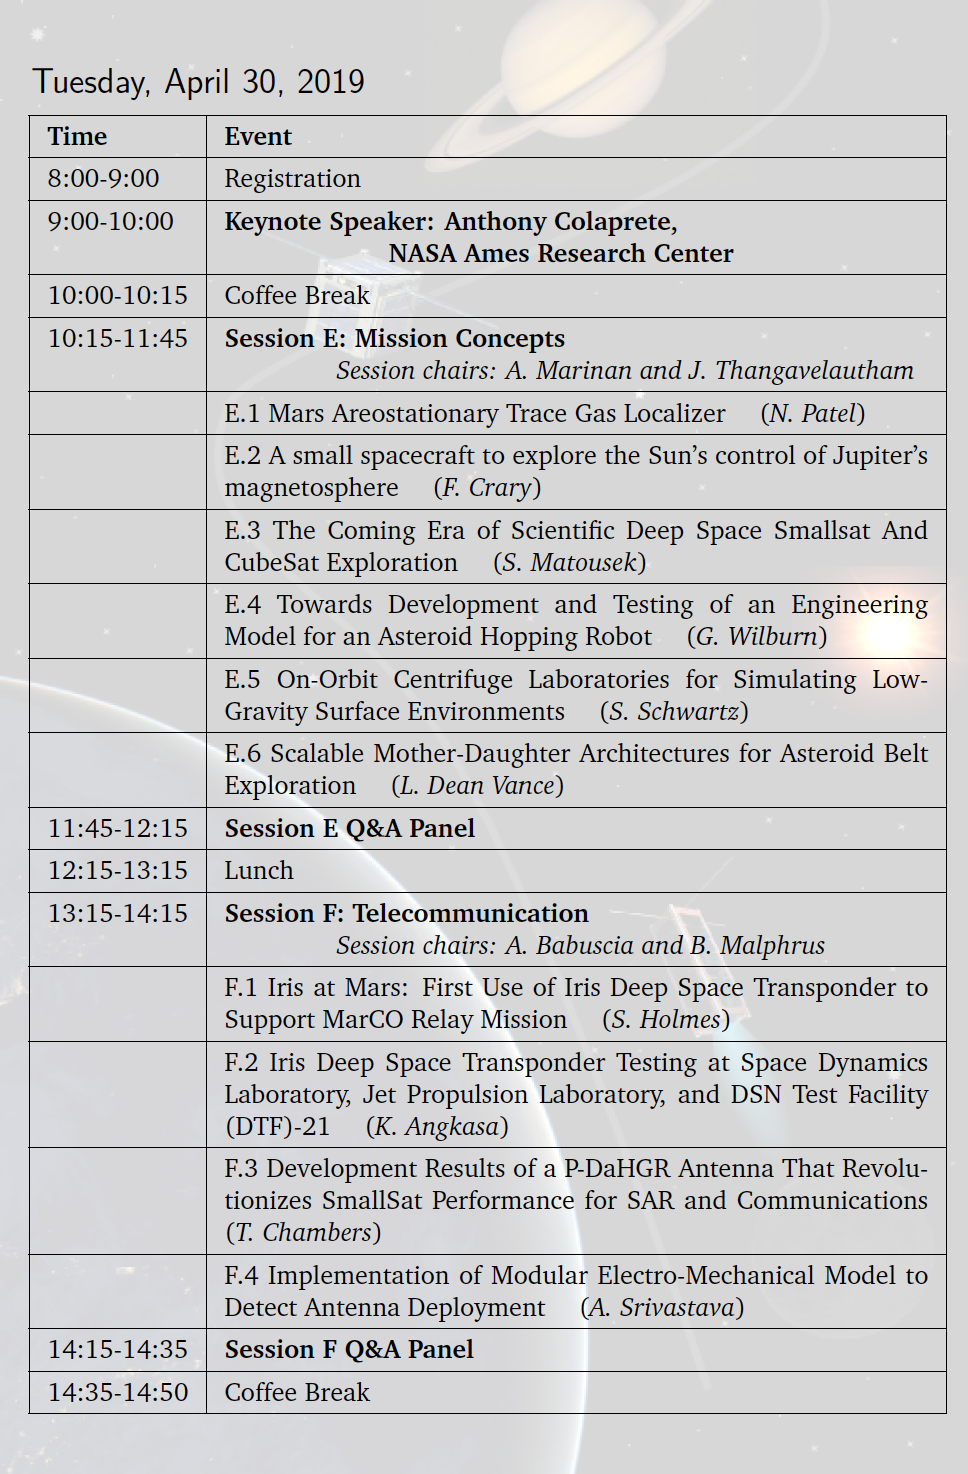 Tuesday, April 30, 2019
Time Event
8:00-9:00 Registration
9:00-10:00 Keynote Speaker: Anthony Colaprete,
NASA Ames Research Center
10:00-10:15 Coffee Break
10:15-11:45 Session E: Mission Concepts
Session chairs: A. Marinan and J. Thangavelautham
E.1 Mars Areostationary Trace Gas Localizer (N. Patel)
E.2 A small spacecraft to explore the Sun's control of Jupiter's
magnetosphere (F. Crary)
E.3 The Coming Era of Scientific Deep Space Smallsat And
CubeSat Exploration (S. Matousek)
E.4 Towards Development and Testing of an Engineering
Model for an Asteroid Hopping Robot (G. Wilburn)
E.5 On-Orbit Centrifuge Laboratories for Simulating Low-
Gravity Surface Environments (S. Schwartz)
E.6 Scalable Mother-Daughter Architectures for Asteroid Belt
Exploration (L. Dean Vance)
11:45-12:15 Session E Q&A Panel
12:15-13:15 Lunch
13:15-14:15 Session F: Telecommunication
Session chairs: A. Babuscia and B. Malphrus
F.1 Iris at Mars: First Use of Iris Deep Space Transponder to
Support MarCO Relay Mission (S. Holmes)
F.2 Iris Deep Space Transponder Testing at Space Dynamics
Laboratory, Jet Propulsion Laboratory, and DSN Test Facility
(DTF)-21 (K. Angkasa)
F.3 Development Results of a P-DaHGR Antenna That Revolu-
tionizes SmallSat Performance for SAR and Communications
(T. Chambers)
F.4 Implementation of Modular Electro-Mechanical Model to
Detect Antenna Deployment (A. Srivastava)
14:15-14:35 Session F Q&A Panel
14:35-14:50 Coffee Break